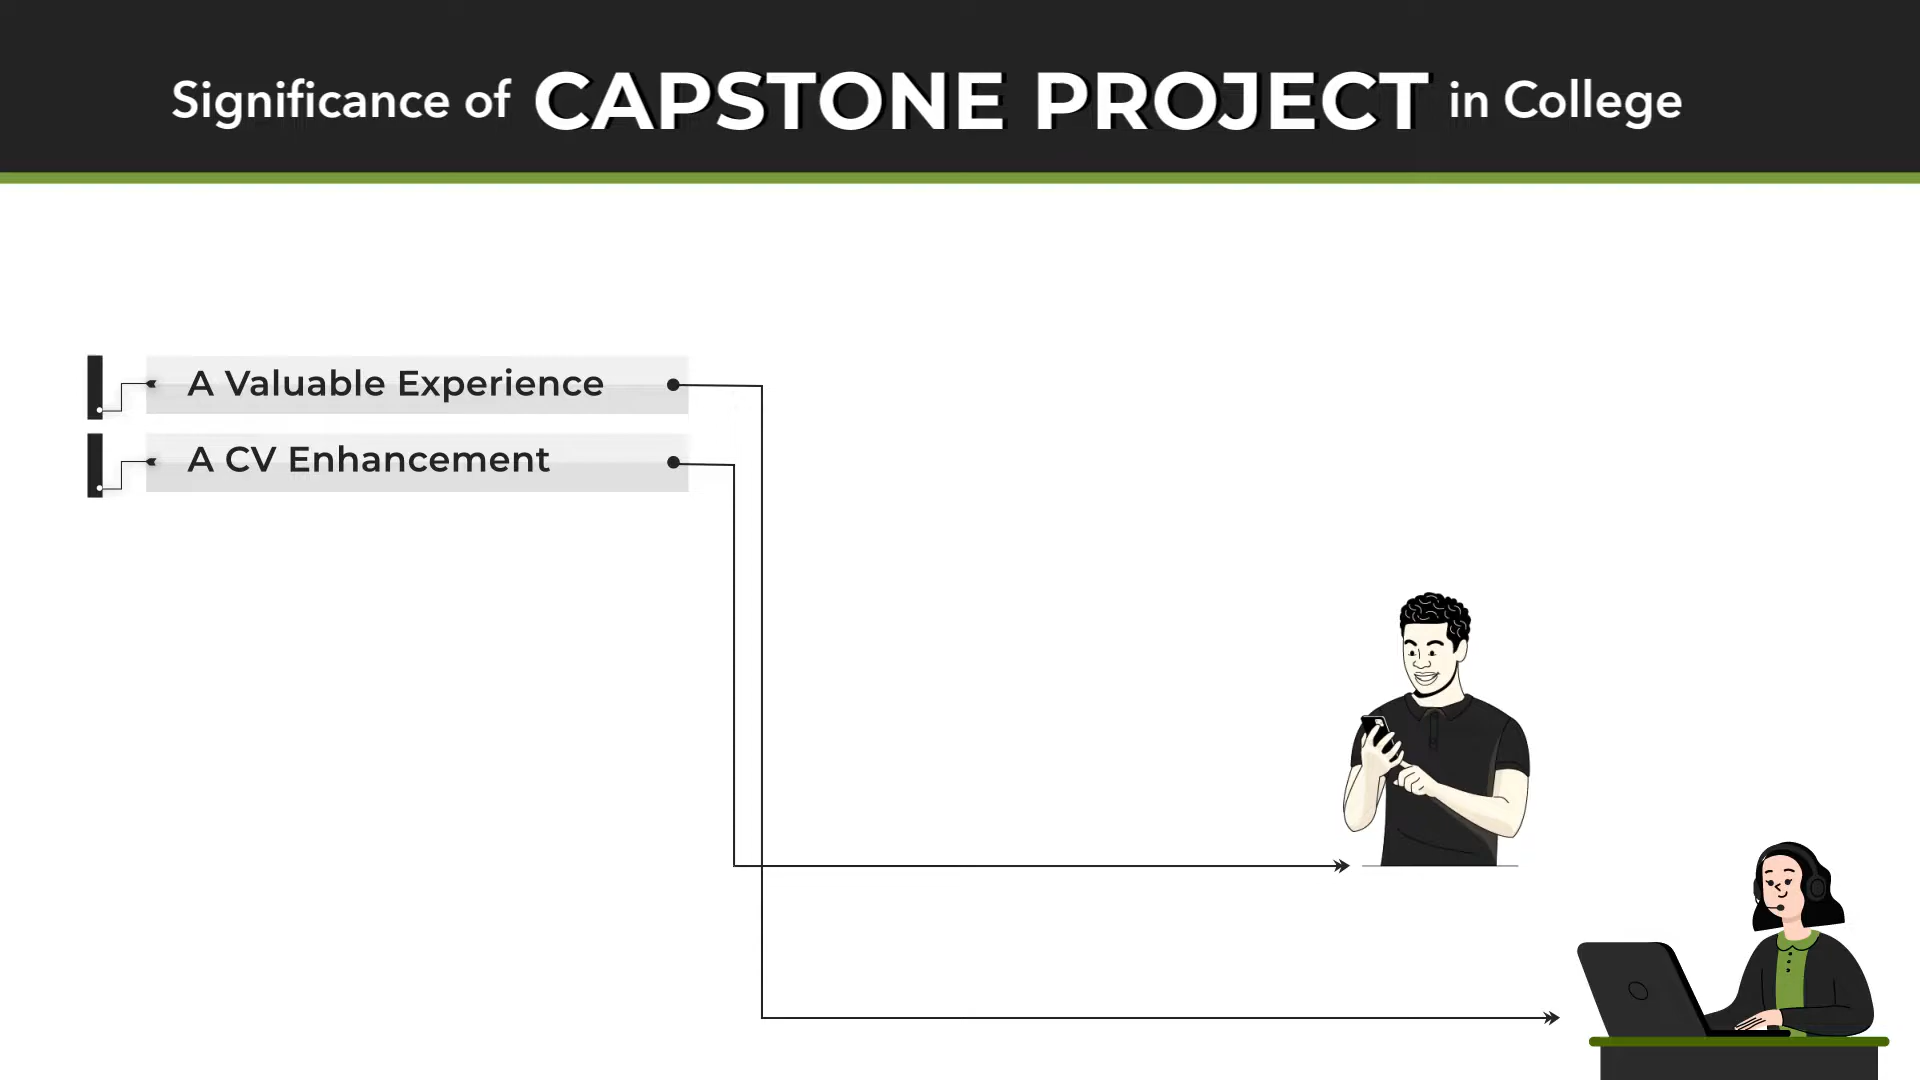 Significance of CAPSTONE PROJECT in College
A Valuable Experience
A CV Enhancement